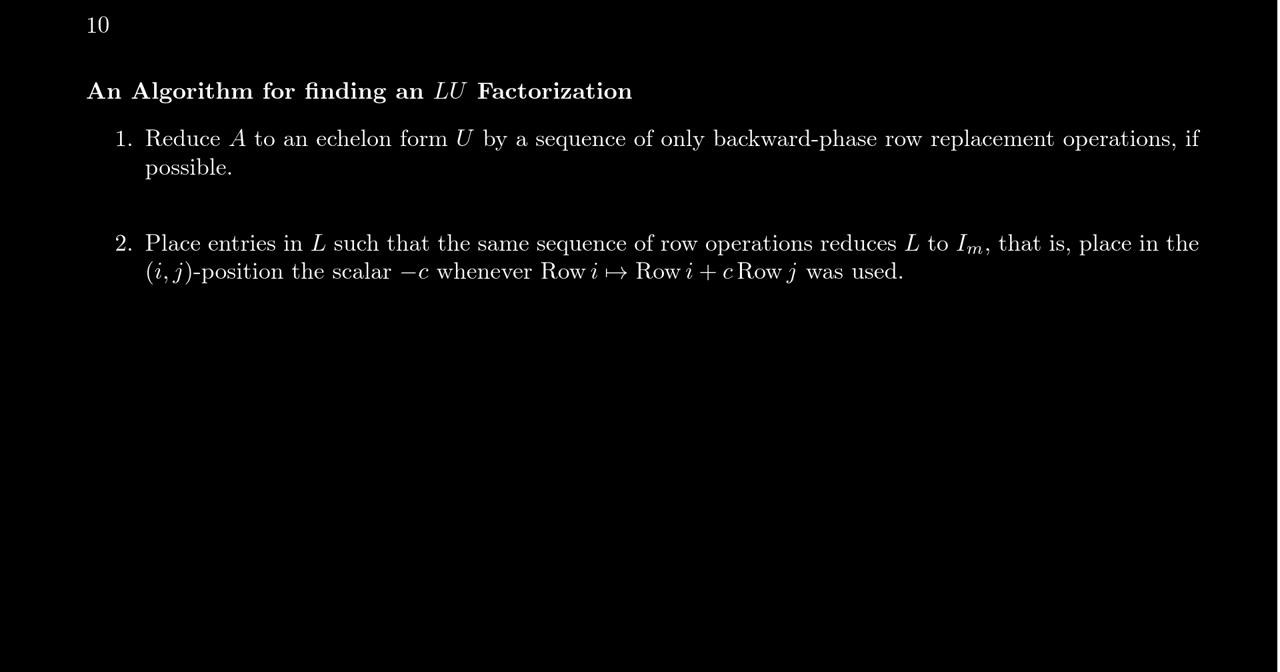 10
An Algorithm for finding an LU Factorization
1. Reduce A to an echelon form U by a sequence of only backward-phase row replacement operations, if
possible.
2. Place entries in L such that the same sequence of row operations reduces L to Iₘ, that is, place in the
(i, j)-position the scalar −c whenever Row i ↦ Row i + c Row j was used.